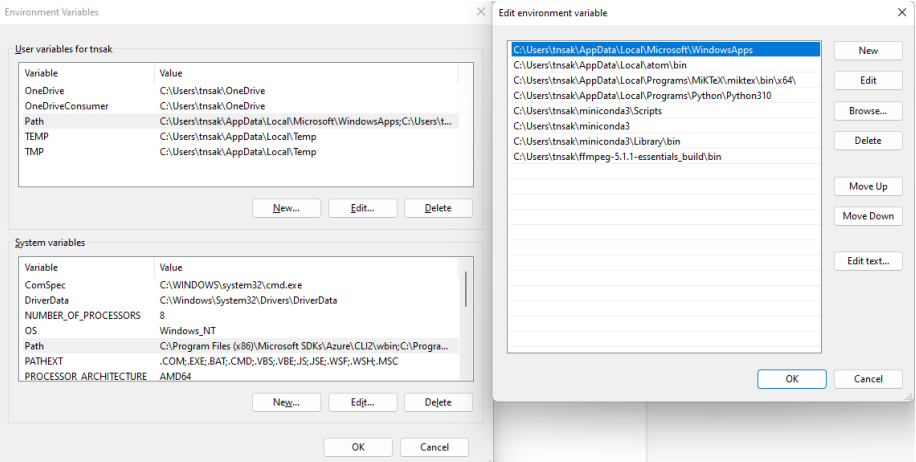 Environment Variables
User variables for tnsak
Variable Value
OneDrive C:\Users\tnsak\OneDrive
OneDriveConsumer C:\Users\tnsak\OneDrive
Path C:\Users\tnsak\AppData\Local\Microsoft\WindowsApps;C:\Users\t...
TEMP C:\Users\tnsak\AppData\Local\Temp
TMP C:\Users\tnsak\AppData\Local\Temp
New... Edit... Delete
System variables
Variable Value
ComSpec C:\WINDOWS\system32\cmd.exe
DriverData C:\Windows\System32\Drivers\DriverData
NUMBER_OF_PROCESSORS 8
OS Windows_NT
Path C:\Program Files (x86)\Microsoft SDKs\Azure\CLI2\wbin;C:\Progra...
PATHEXT .COM;.EXE;.BAT;.CMD;.VBS;.VBE;.JS;.JSE;.WSF;.WSH;.MSC
PROCESSOR_ARCHITECTURE AMD64
New... Edit... Delete
OK Cancel
Edit environment variable
C:\Users\tnsak\AppData\Local\Microsoft\WindowsApps
C:\Users\tnsak\AppData\Local\atom\bin
C:\Users\tnsak\AppData\Local\Programs\MiKTeX\miktex\bin\x64\
C:\Users\tnsak\AppData\Local\Programs\Python\Python310
C:\Users\tnsak\miniconda3\Scripts
C:\Users\tnsak\miniconda3
C:\Users\tnsak\miniconda3\Library\bin
C:\Users\tnsak\ffmpeg-5.1.1-essentials_build\bin
New
Edit
Browse...
Delete
Move Up
Move Down
Edit text...
OK Cancel